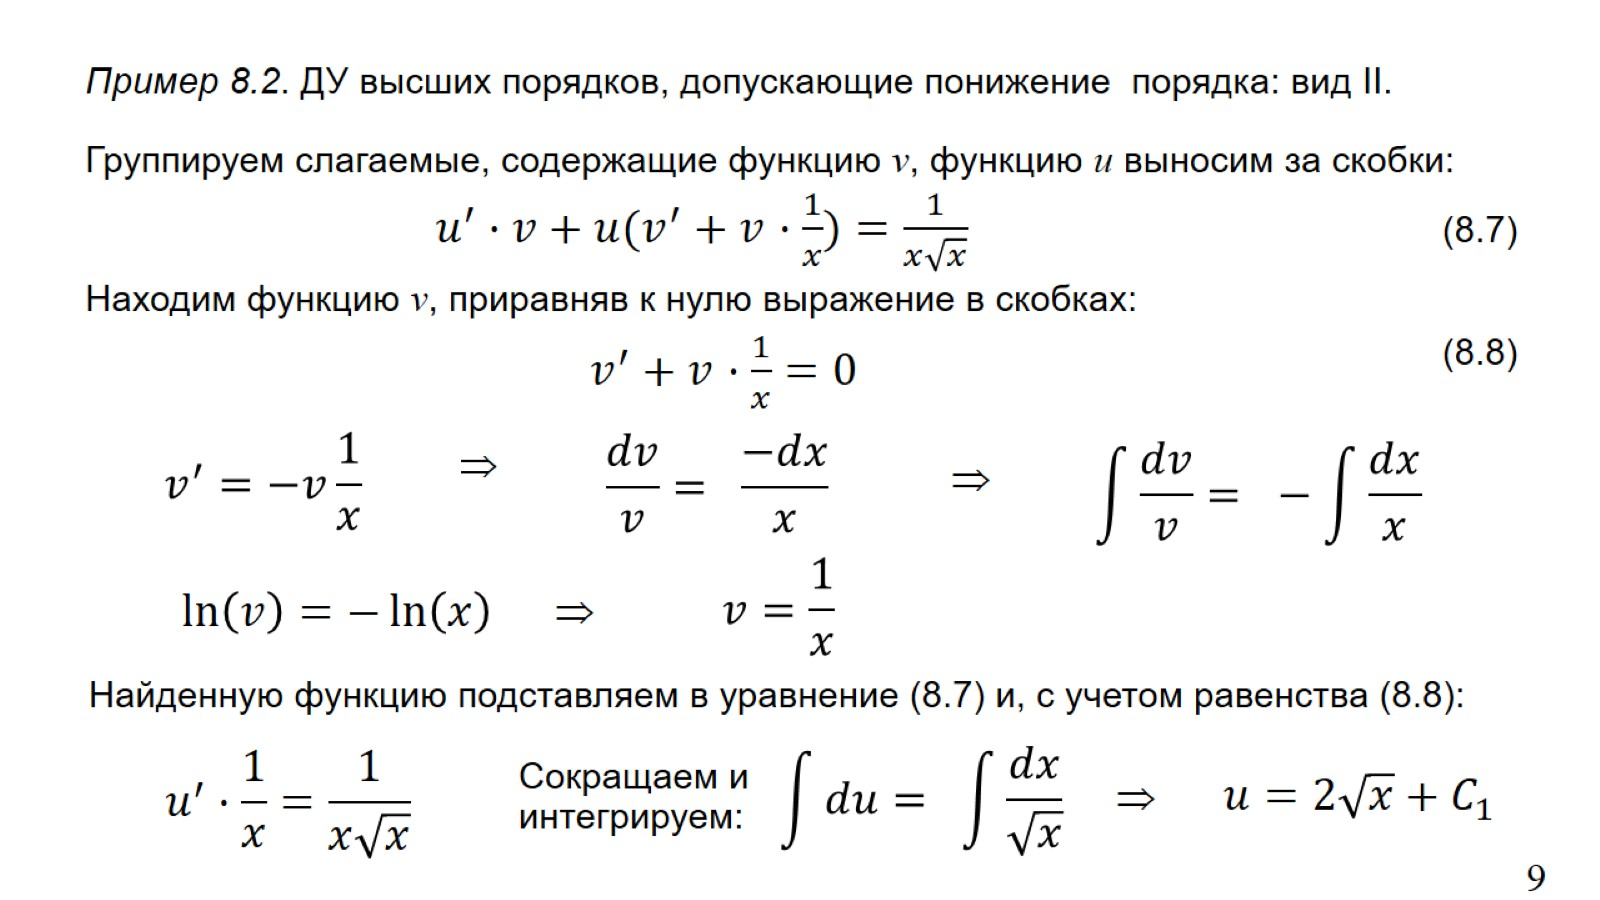 Пример 8.2. ДУ высших порядков, допускающие понижение порядка: вид II.
Группируем слагаемые, содержащие функцию v, функцию u выносим за скобки:
u′ · v + u(v′ + v · 1/x) = 1/(x√x) (8.7)
Находим функцию v, приравняв к нулю выражение в скобках:
v′ + v · 1/x = 0 (8.8)
v′ = −v 1/x ⇒ dv/v = −dx/x ⇒ ∫ dv/v = − ∫ dx/x
ln(v) = − ln(x) ⇒ v = 1/x
Найденную функцию подставляем в уравнение (8.7) и, с учетом равенства (8.8):
u′ · 1/x = 1/(x√x) Сокращаем и интегрируем: ∫ du = ∫ dx/√x ⇒ u = 2√x + C₁
9